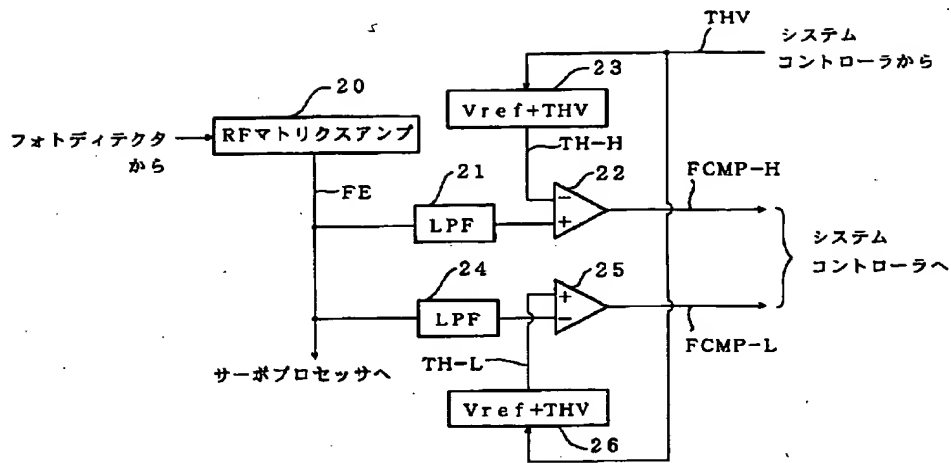 THV
システム
コントローラから
23
Vref+THV
20
フォトディテクタ
から
RFマトリクスアンプ
TH-H
FE
21
LPF
22
−
+
FCMP-H
システム
コントローラへ
24
LPF
25
+
−
FCMP-L
TH-L
サーボプロセッサへ
Vref+THV
26